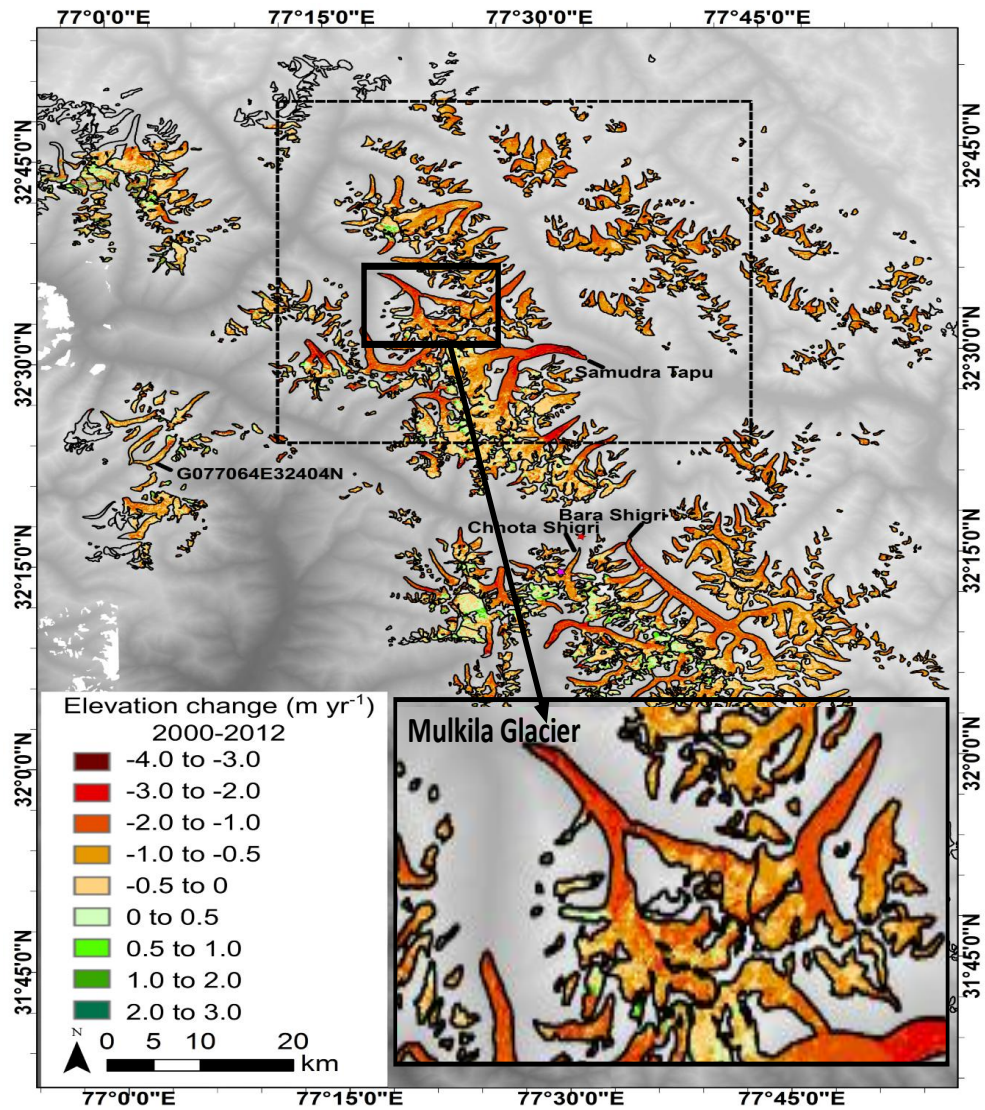 77°0'0"E 77°15'0"E 77°30'0"E 77°45'0"E
32°45'0"N 32°45'0"N
32°30'0"N 32°30'0"N
Samudra Tapu
G077064E32404N
Bara Shigri
Chhota Shigri
32°15'0"N 32°15'0"N
Elevation change (m yr⁻¹)
2000-2012
-4.0 to -3.0
-3.0 to -2.0
-2.0 to -1.0
-1.0 to -0.5
-0.5 to 0
0 to 0.5
0.5 to 1.0
1.0 to 2.0
2.0 to 3.0
Mulkila Glacier
32°0'0"N 32°0'0"N
31°45'0"N 31°45'0"N
N
0 5 10 20
km
77°0'0"E 77°15'0"E 77°30'0"E 77°45'0"E